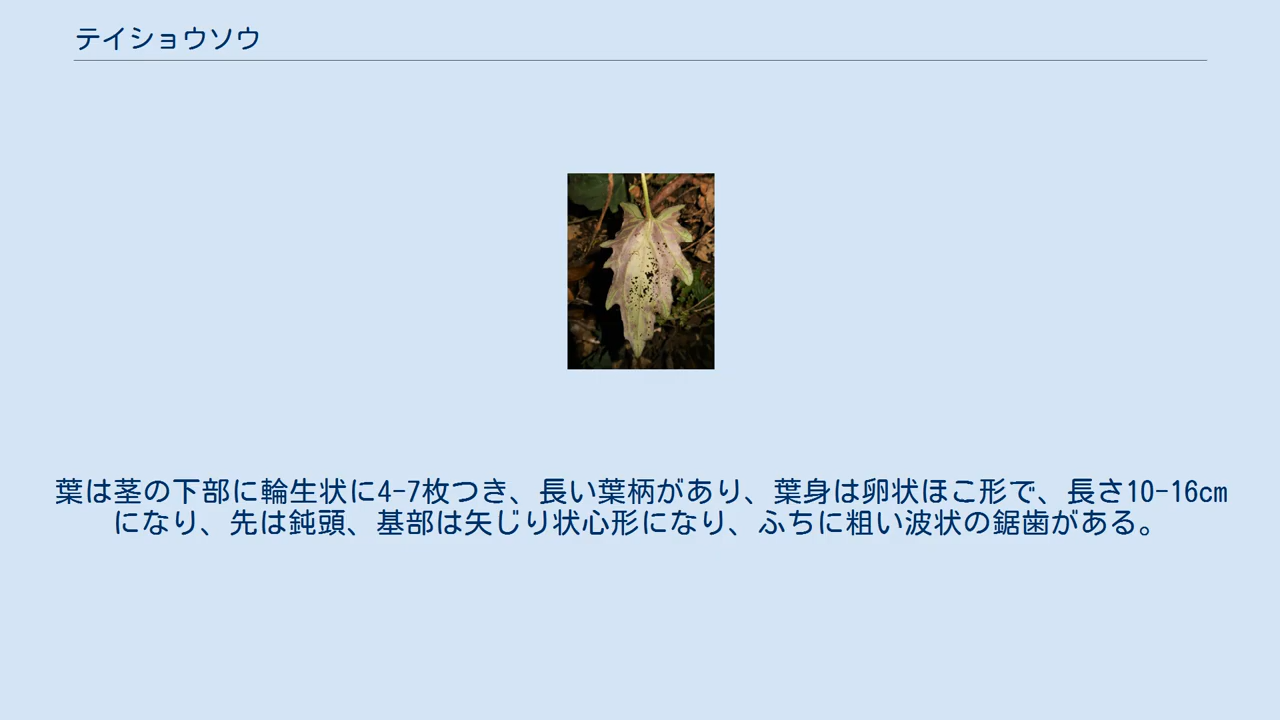 テイショウソウ
葉は茎の下部に輪生状に4-7枚つき、長い葉柄があり、葉身は卵状ほこ形で、長さ10-16cm
になり、先は鈍頭、基部は矢じり状心形になり、ふちに粗い波状の鋸歯がある。